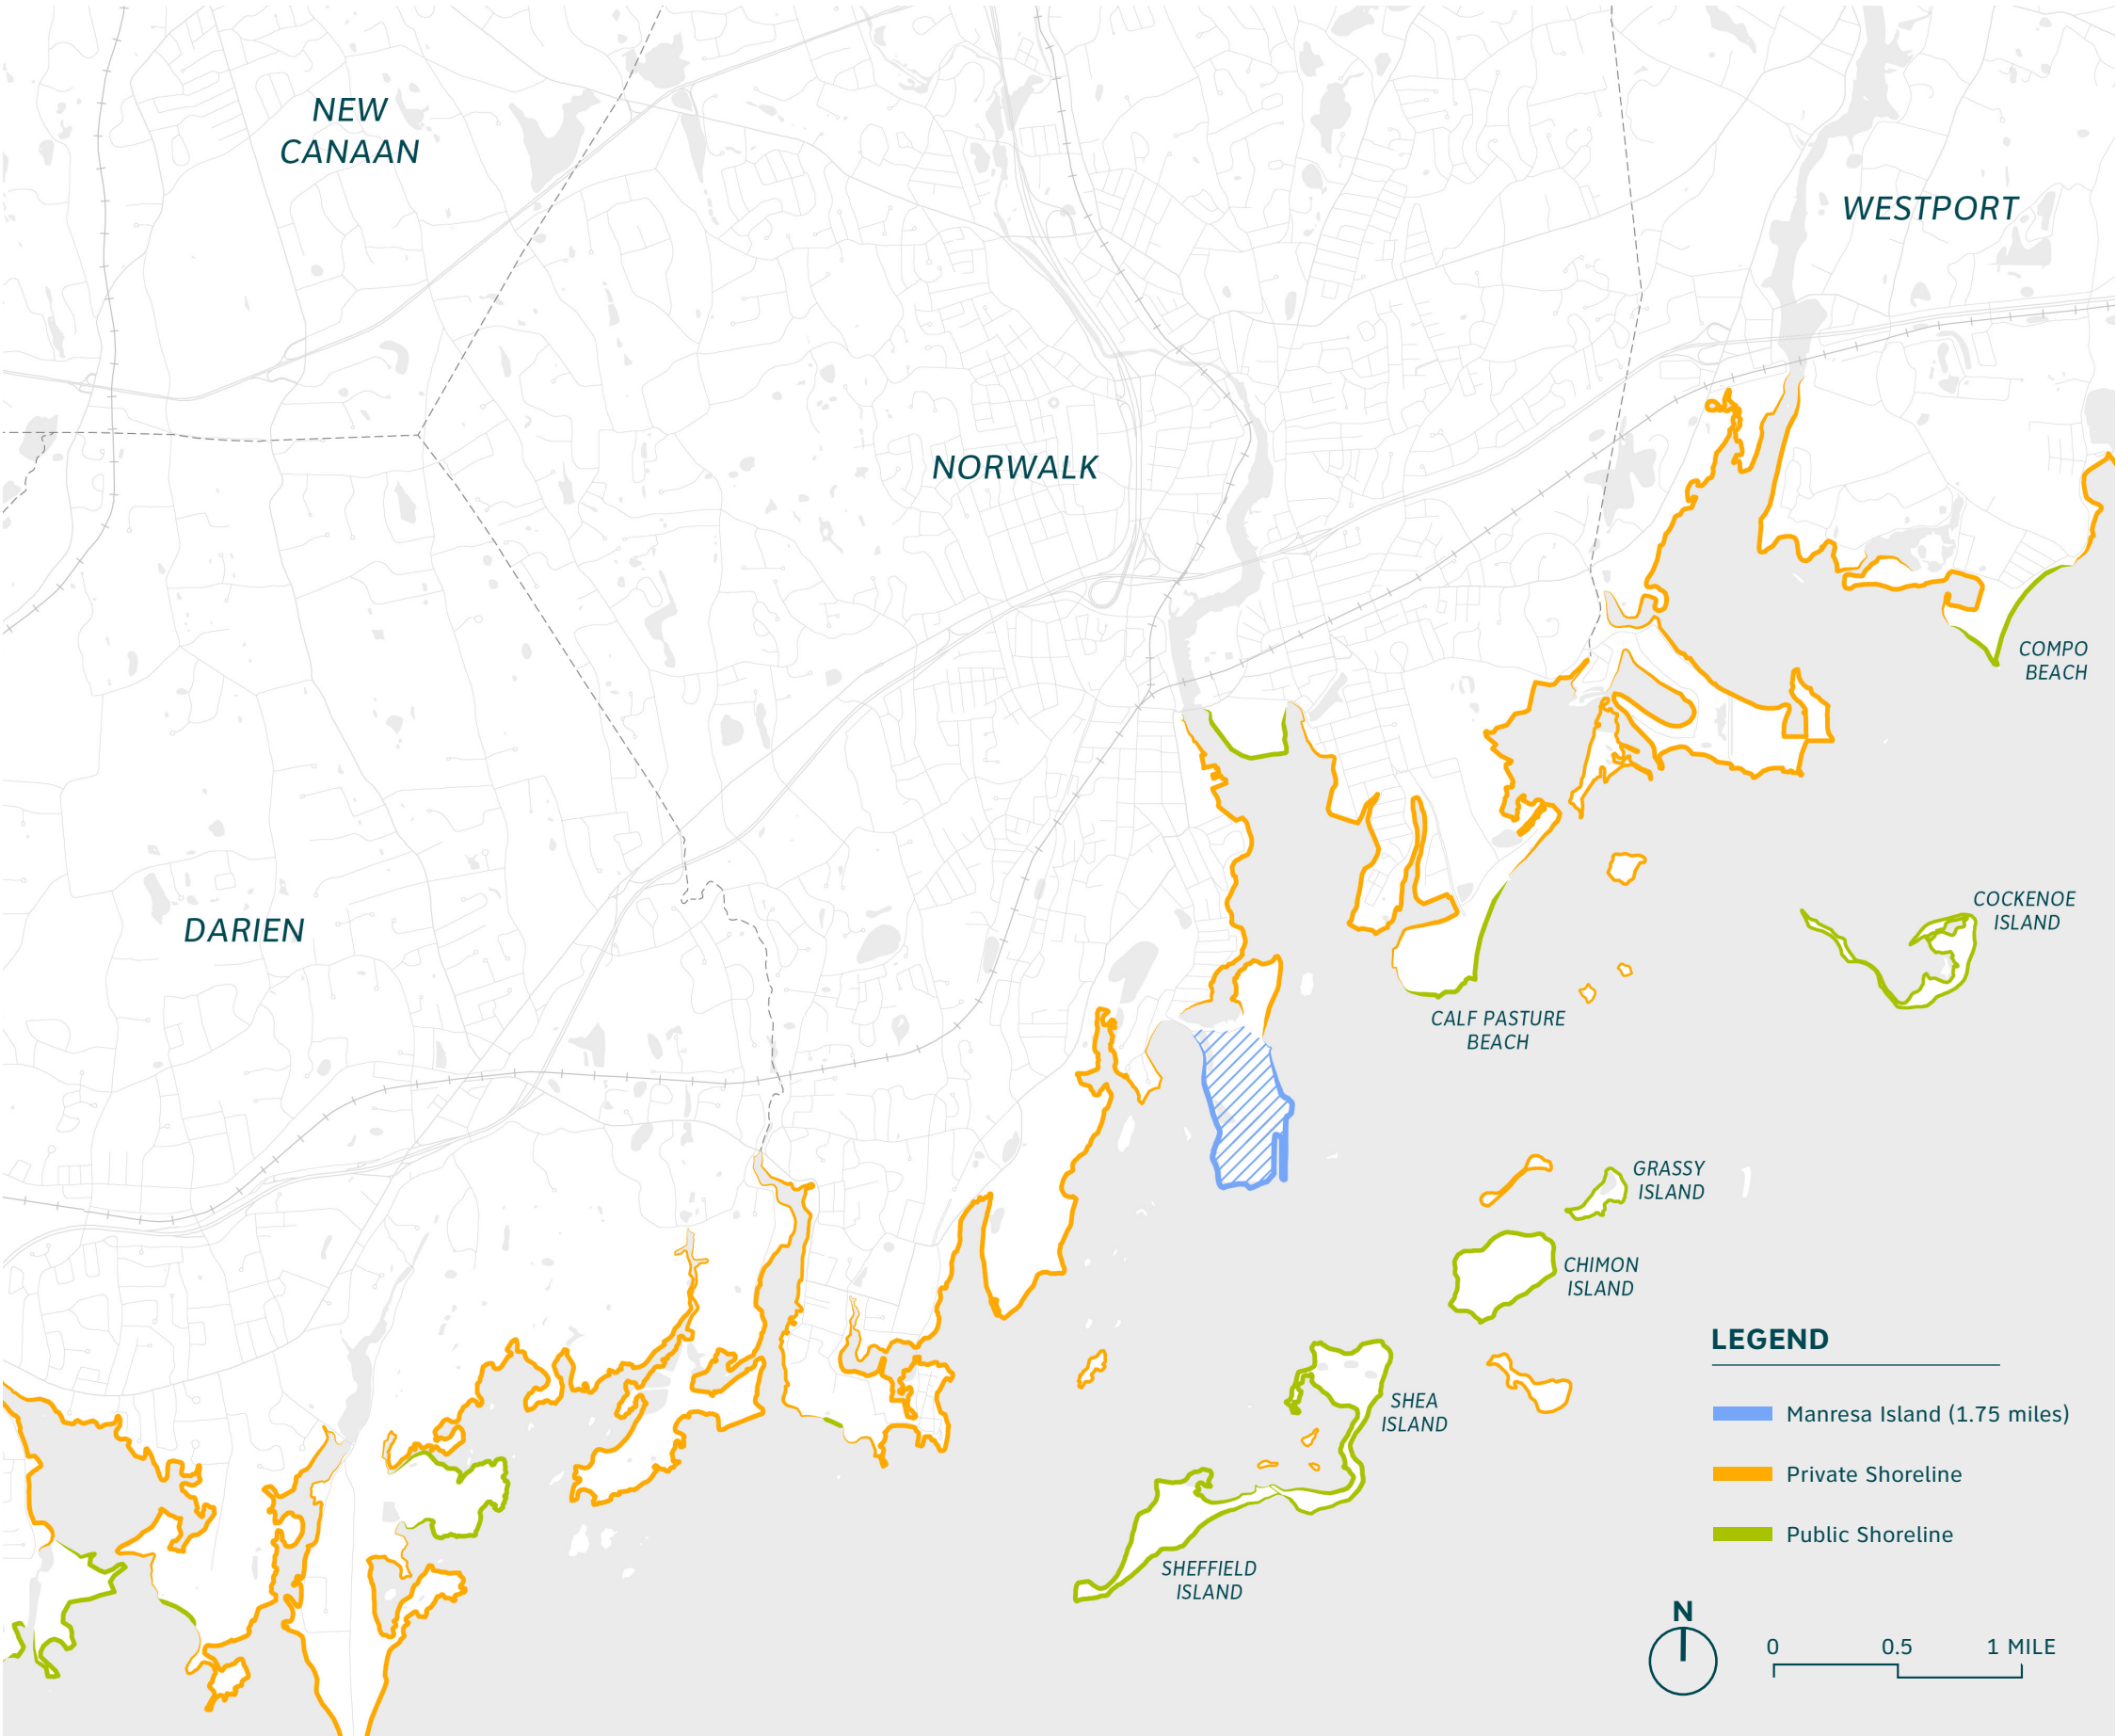 NEW
CANAAN
WESTPORT
NORWALK
COMPO
BEACH
DARIEN
COCKENOE
ISLAND
CALF PASTURE
BEACH
GRASSY
ISLAND
CHIMON
ISLAND
SHEA
ISLAND
SHEFFIELD
ISLAND
LEGEND
Manresa Island (1.75 miles)
Private Shoreline
Public Shoreline
N
0 0.5 1 MILE